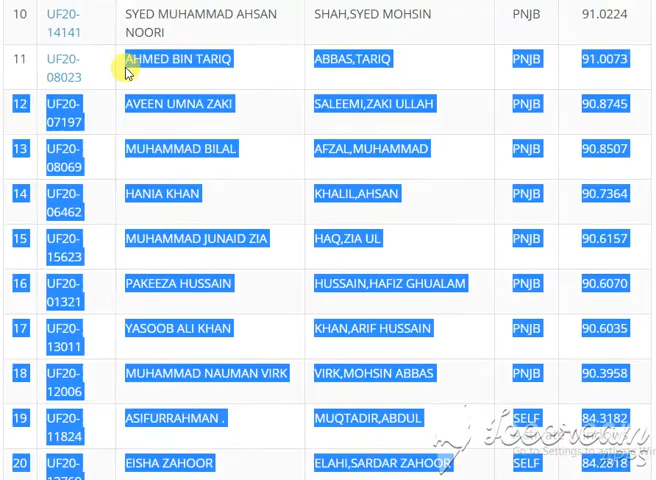 10 UF20- SYED MUHAMMAD AHSAN SHAH,SYED MOHSIN PNJB 91.0224
14141 NOORI
11 UF20- AHMED BIN TARIQ ABBAS,TARIQ PNJB 91.0073
08023
12 UF20- AVEEN UMNA ZAKI SALEEMI,ZAKI ULLAH PNJB 90.8745
07197
13 UF20- MUHAMMAD BILAL AFZAL,MUHAMMAD PNJB 90.8507
08069
14 UF20- HANIA KHAN KHALIL,AHSAN PNJB 90.7364
06462
15 UF20- MUHAMMAD JUNAID ZIA HAQ,ZIA UL PNJB 90.6157
15623
16 UF20- PAKEEZA HUSSAIN HUSSAIN,HAFIZ GHUALAM PNJB 90.6070
01321
17 UF20- YASOOB ALI KHAN KHAN,ARIF HUSSAIN PNJB 90.6035
13011
18 UF20- MUHAMMAD NAUMAN VIRK VIRK,MOHSIN ABBAS PNJB 90.3958
12006
19 UF20- ASIFURRAHMAN . MUQTADIR,ABDUL SELF 84.3182
11824
Go to Settings to activate Win
20 UF20- EISHA ZAHOOR ELAHI,SARDAR ZAHOOR SELF 84.2818